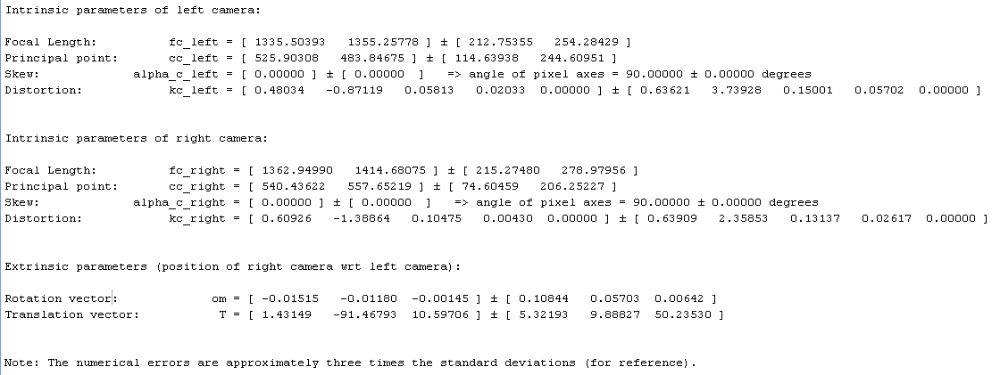 Intrinsic parameters of left camera:
Focal Length: fc_left = [ 1335.50393 1355.25778 ] ± [ 212.75355 254.28429 ]
Principal point: cc_left = [ 525.90308 483.84675 ] ± [ 114.63938 244.60951 ]
Skew: alpha_c_left = [ 0.00000 ] ± [ 0.00000 ] => angle of pixel axes = 90.00000 ± 0.00000 degrees
Distortion: kc_left = [ 0.48034 -0.87119 0.05813 0.02033 0.00000 ] ± [ 0.63621 3.73928 0.15001 0.05702 0.00000 ]
Intrinsic parameters of right camera:
Focal Length: fc_right = [ 1362.94990 1414.68075 ] ± [ 215.27480 278.97956 ]
Principal point: cc_right = [ 540.43622 557.65219 ] ± [ 74.60459 206.25227 ]
Skew: alpha_c_right = [ 0.00000 ] ± [ 0.00000 ] => angle of pixel axes = 90.00000 ± 0.00000 degrees
Distortion: kc_right = [ 0.60926 -1.38864 0.10475 0.00430 0.00000 ] ± [ 0.63909 2.35853 0.13137 0.02617 0.00000 ]
Extrinsic parameters (position of right camera wrt left camera):
Rotation vector: om = [ -0.01515 -0.01180 -0.00145 ] ± [ 0.10844 0.05703 0.00642 ]
Translation vector: T = [ 1.43149 -91.46793 10.59706 ] ± [ 5.32193 9.88827 50.23530 ]
Note: The numerical errors are approximately three times the standard deviations (for reference).